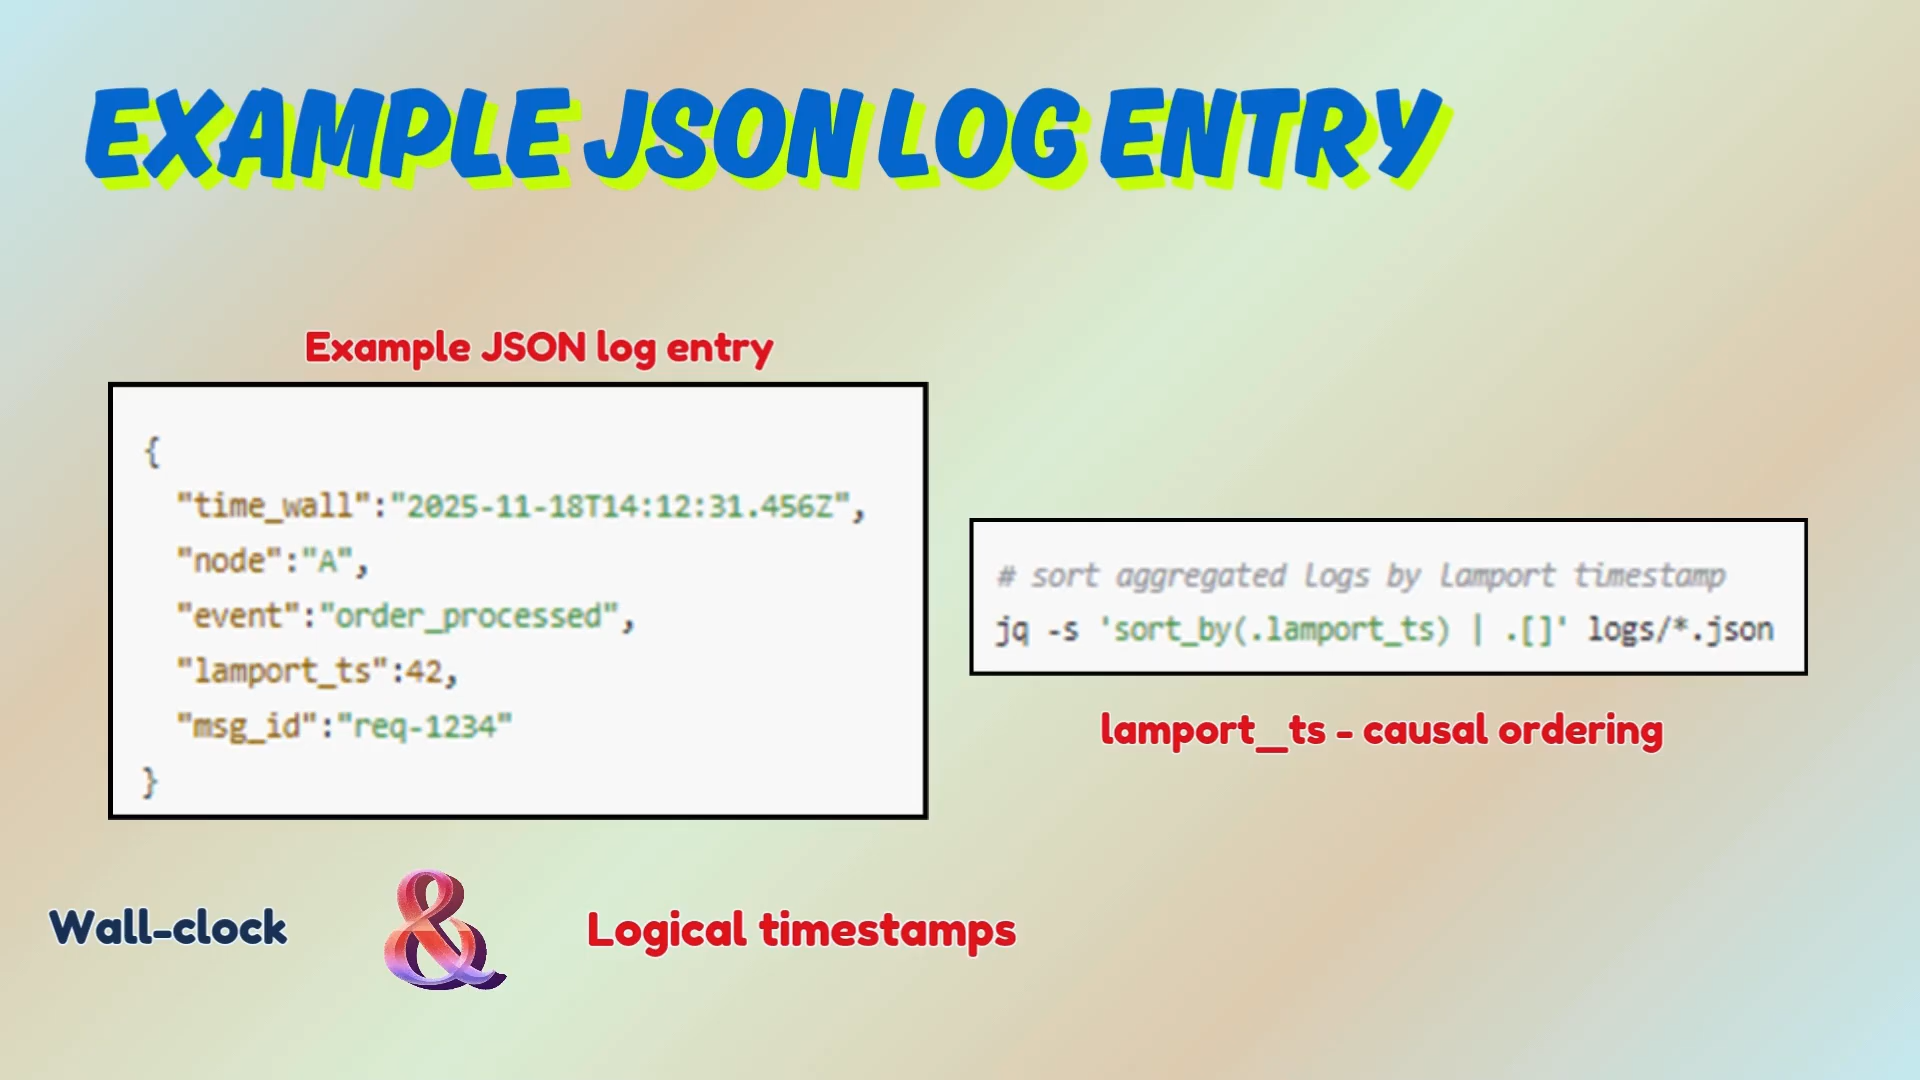 EXAMPLE JSON LOG ENTRY
Example JSON log entry
{
"time_wall":"2025-11-18T14:12:31.456Z",
"node":"A",
"event":"order_processed",
"lamport_ts":42,
"msg_id":"req-1234"
}
# sort aggregated logs by Lamport timestamp
jq -s 'sort_by(.lamport_ts) | .[]' logs/*.json
lamport_ts - causal ordering
Wall-clock & Logical timestamps